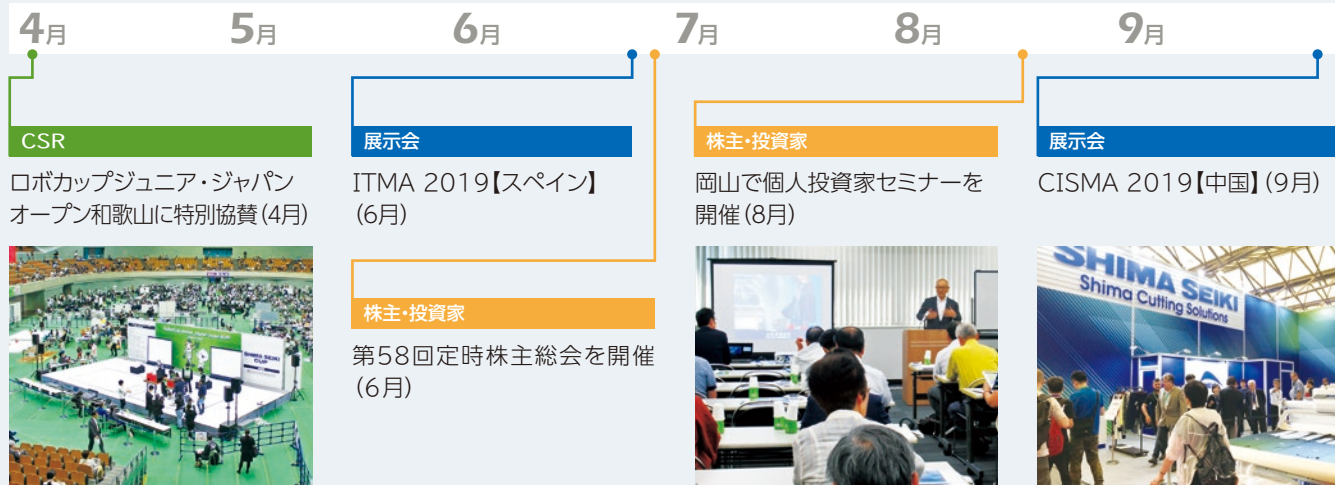 4月 5月 6月 7月 8月 9月
CSR
ロボカップジュニア・ジャパン
オープン和歌山に特別協賛(4月)
展示会
ITMA 2019【スペイン】
(6月)
株主・投資家
第58回定時株主総会を開催
(6月)
株主・投資家
岡山で個人投資家セミナーを
開催(8月)
展示会
CISMA 2019【中国】(9月)
SHIMA SEIKI
CUP
SHIMA SEIKI
Shima Cutting Solutions